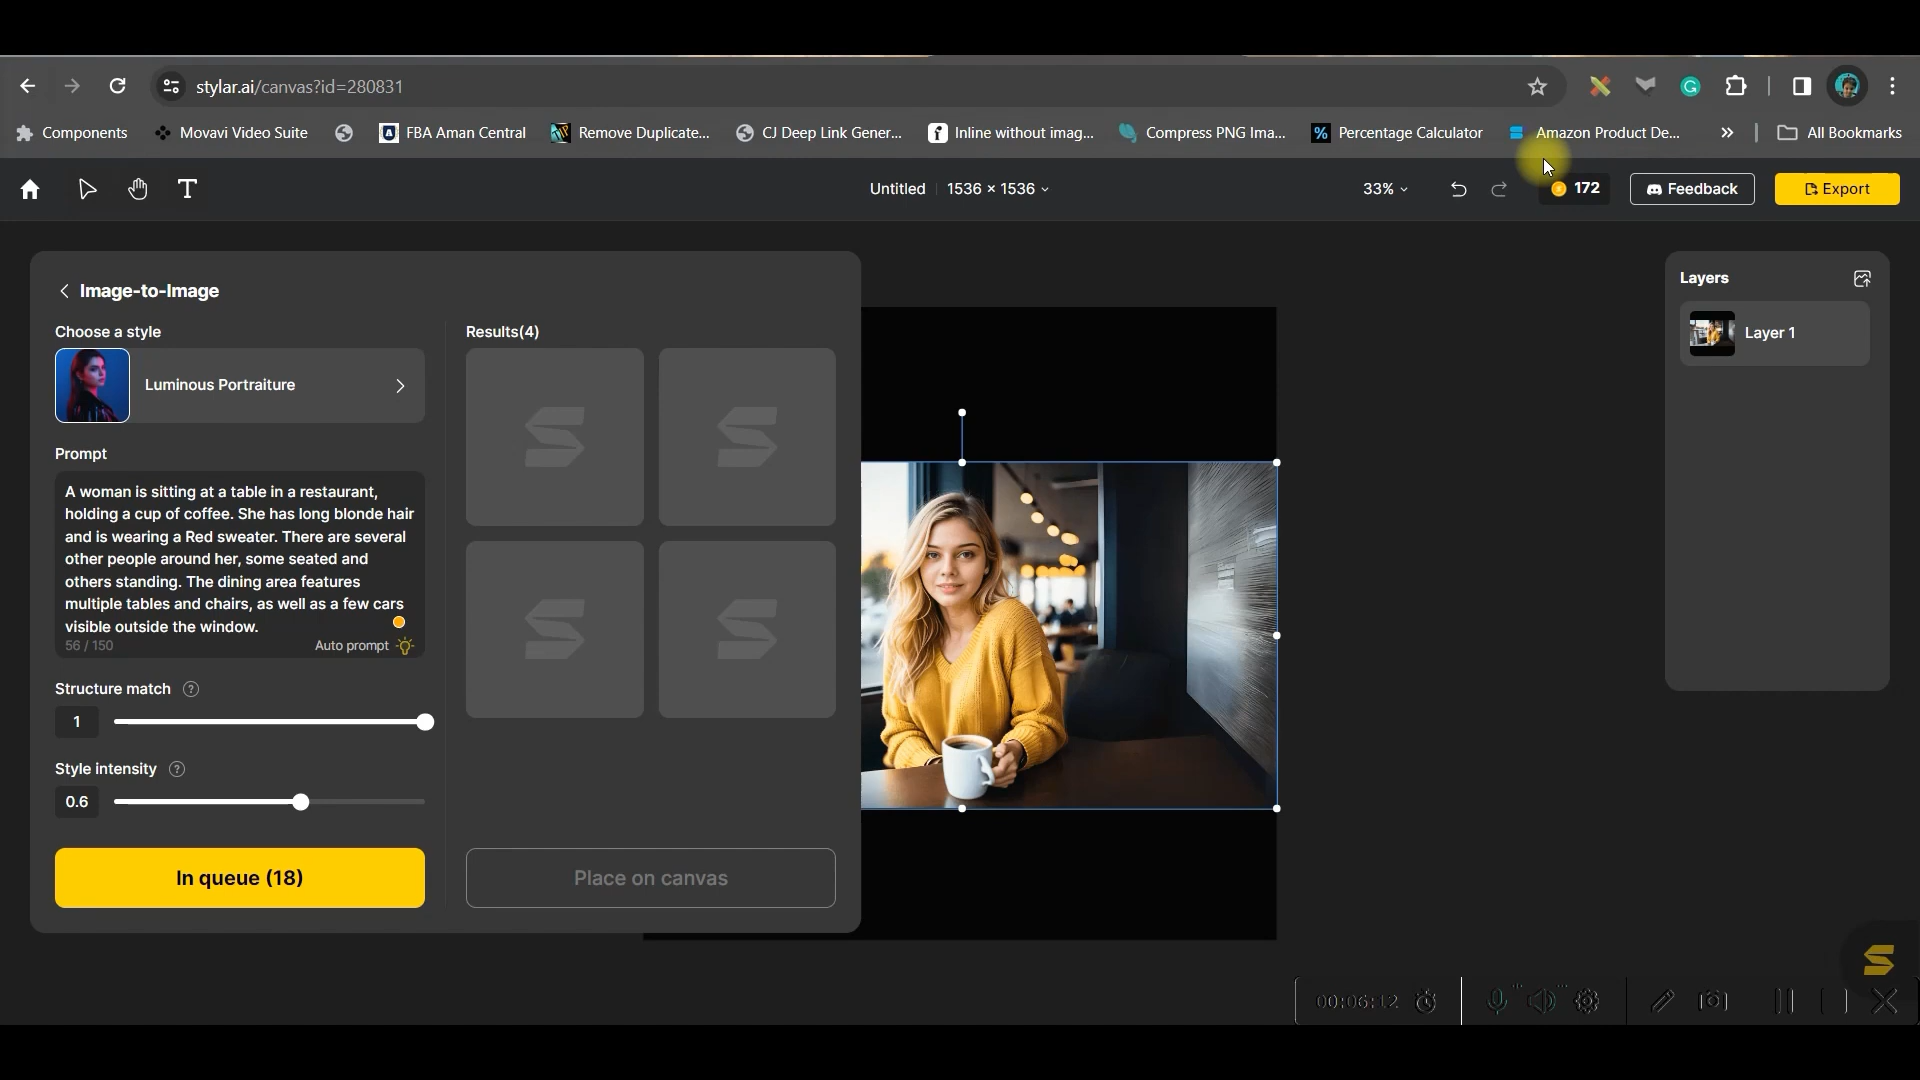 stylar.ai/canvas?id=280831
Components
Movavi Video Suite
FBA Aman Central
Remove Duplicate...
CJ Deep Link Gener...
Inline without imag...
Compress PNG Ima...
Percentage Calculator
Amazon Product De...
All Bookmarks
Untitled
1536 × 1536
33%
172
Feedback
Export
Image-to-Image
Choose a style
Luminous Portraiture
Prompt
A woman is sitting at a table in a restaurant,
holding a cup of coffee. She has long blonde hair
and is wearing a Red sweater. There are several
other people around her, some seated and
others standing. The dining area features
multiple tables and chairs, as well as a few cars
visible outside the window.
56 / 150
Auto prompt
Structure match
1
Style intensity
0.6
In queue (18)
Results(4)
Place on canvas
Layers
Layer 1
00:06:12